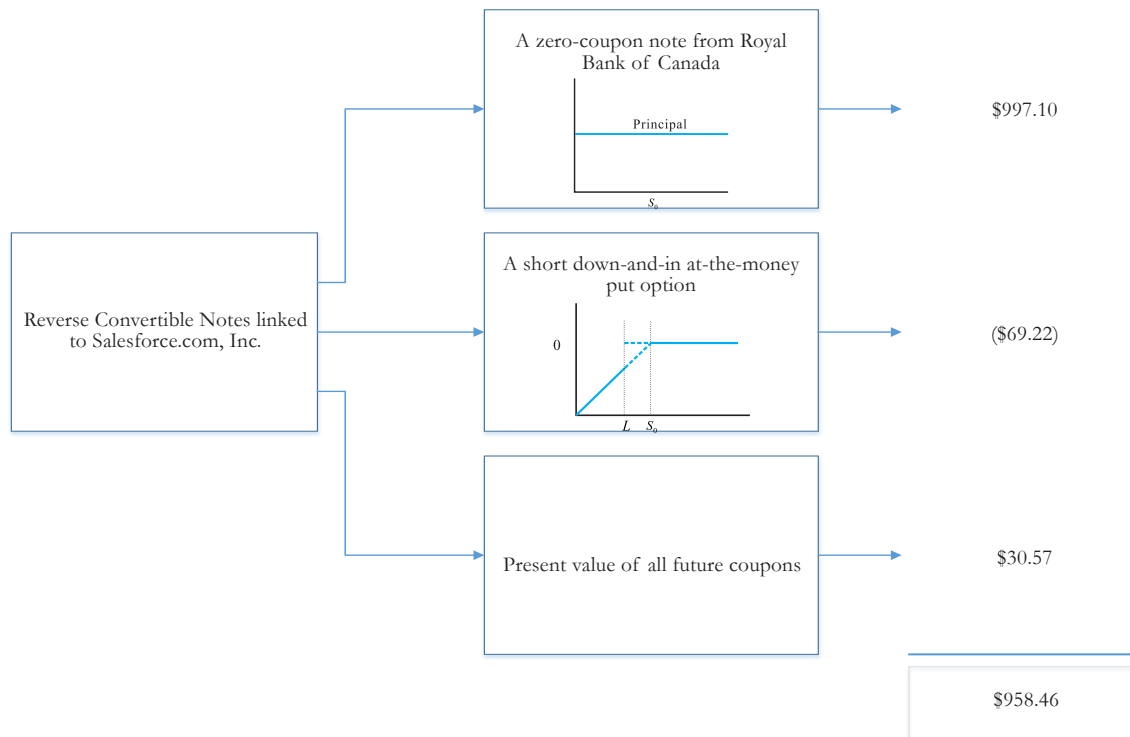 A zero-coupon note from Royal
Bank of Canada
Principal
S₀
$997.10
Reverse Convertible Notes linked
to Salesforce.com, Inc.
A short down-and-in at-the-money
put option
0
L S₀
($69.22)
Present value of all future coupons
$30.57
$958.46